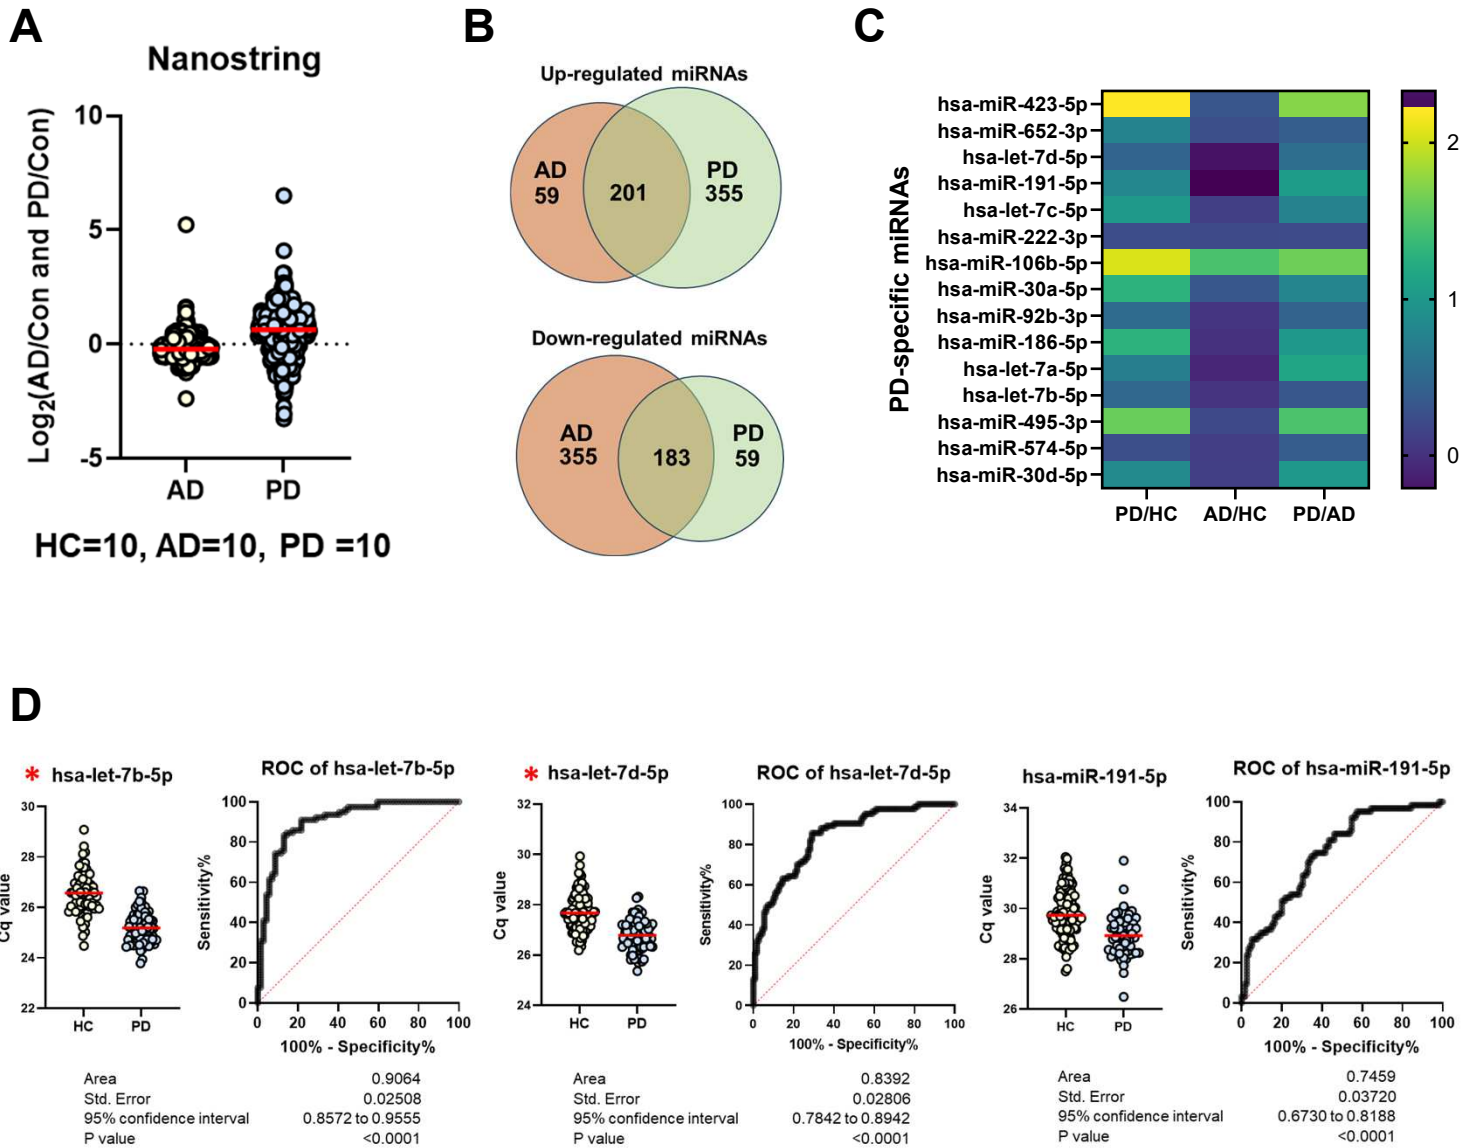 A
Nanostring
Log2(AD/Con and PD/Con)
10
5
0
-5
AD
PD
HC=10, AD=10, PD =10
B
Up-regulated miRNAs
AD
59
201
PD
355
Down-regulated miRNAs
AD
355
183
PD
59
C
PD-specific miRNAs
hsa-miR-423-5p
hsa-miR-652-3p
hsa-let-7d-5p
hsa-miR-191-5p
hsa-let-7c-5p
hsa-miR-222-3p
hsa-miR-106b-5p
hsa-miR-30a-5p
hsa-miR-92b-3p
hsa-miR-186-5p
hsa-let-7a-5p
hsa-let-7b-5p
hsa-miR-495-3p
hsa-miR-574-5p
hsa-miR-30d-5p
PD/HC
AD/HC
PD/AD
2
1
0
D
* hsa-let-7b-5p
Cq value
30
28
26
24
22
HC
PD
ROC of hsa-let-7b-5p
Sensitivity%
100
80
60
40
20
0
0 20 40 60 80 100
100% - Specificity%
Area 0.9064
Std. Error 0.02508
95% confidence interval 0.8572 to 0.9555
P value <0.0001
* hsa-let-7d-5p
Cq value
32
30
28
26
24
HC
PD
ROC of hsa-let-7d-5p
Sensitivity%
100
80
60
40
20
0
0 20 40 60 80 100
100% - Specificity%
Area 0.8392
Std. Error 0.02806
95% confidence interval 0.7842 to 0.8942
P value <0.0001
hsa-miR-191-5p
Cq value
34
32
30
28
26
HC
PD
ROC of hsa-miR-191-5p
Sensitivity%
100
80
60
40
20
0
0 20 40 60 80 100
100% - Specificity%
Area 0.7459
Std. Error 0.03720
95% confidence interval 0.6730 to 0.8188
P value <0.0001